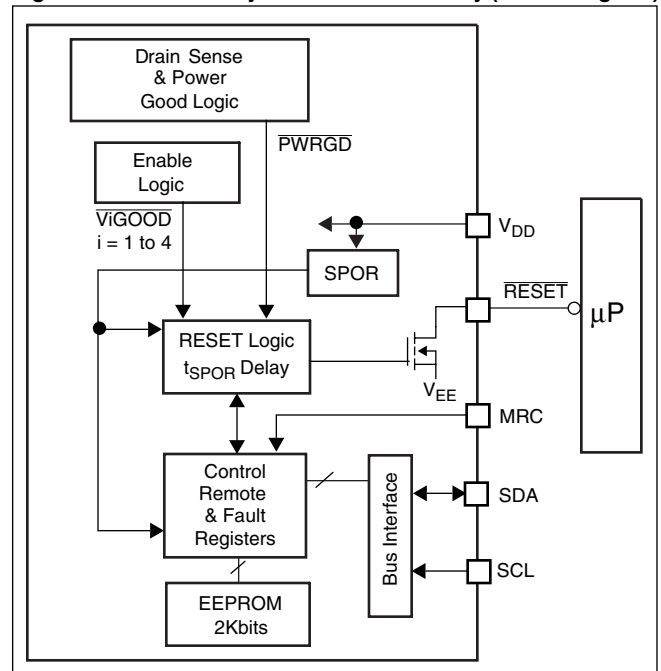 Drain Sense
& Power
Good Logic
PWRGD
Enable
Logic
ViGOOD
i = 1 to 4
VDD
SPOR
RESET
μP
RESET Logic
tSPOR Delay
VEE
MRC
Control
Remote
& Fault
Registers
Bus Interface
SDA
SCL
EEPROM
2Kbits